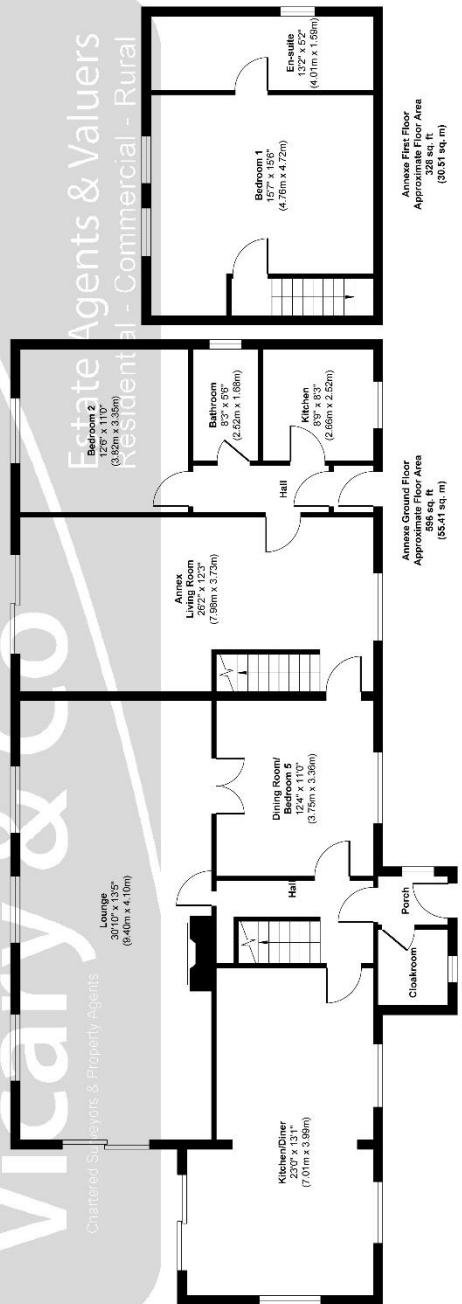 Vicary & Co
Chartered Surveyors & Property Agents
Estate Agents & Valuers
Residential - Commercial - Rural
Lounge
30'10" x 13'5"
(9.40m x 4.10m)
Kitchen/Diner
23'0" x 13'1"
(7.01m x 3.99m)
Hall
Dining Room/
Bedroom 5
12'4" x 11'0"
(3.75m x 3.36m)
Cloakroom
Porch
Annex
Living Room
26'2" x 12'3"
(7.98m x 3.73m)
Bedroom 2
12'6" x 11'0"
(3.82m x 3.35m)
Bathroom
8'3" x 5'6"
(2.52m x 1.68m)
Hall
Kitchen
8'9" x 8'3"
(2.66m x 2.52m)
Annexe Ground Floor
Approximate Floor Area
596 sq. ft
(55.41 sq. m)
Bedroom 1
15'7" x 15'6"
(4.76m x 4.72m)
En-suite
13'2" x 5'2"
(4.01m x 1.59m)
Annexe First Floor
Approximate Floor Area
328 sq. ft
(30.51 sq. m)